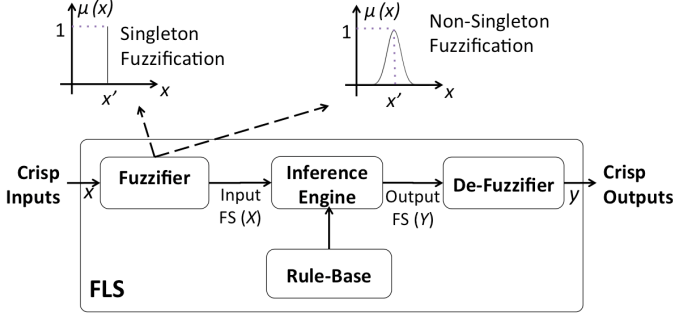 μ (x)
1
x'
x
Singleton
Fuzzification
μ (x)
1
x'
x
Non-Singleton
Fuzzification
Crisp
Inputs
x
Fuzzifier
Input
FS (X)
Inference
Engine
Output
FS (Y)
De-Fuzzifier
y
Crisp
Outputs
Rule-Base
FLS